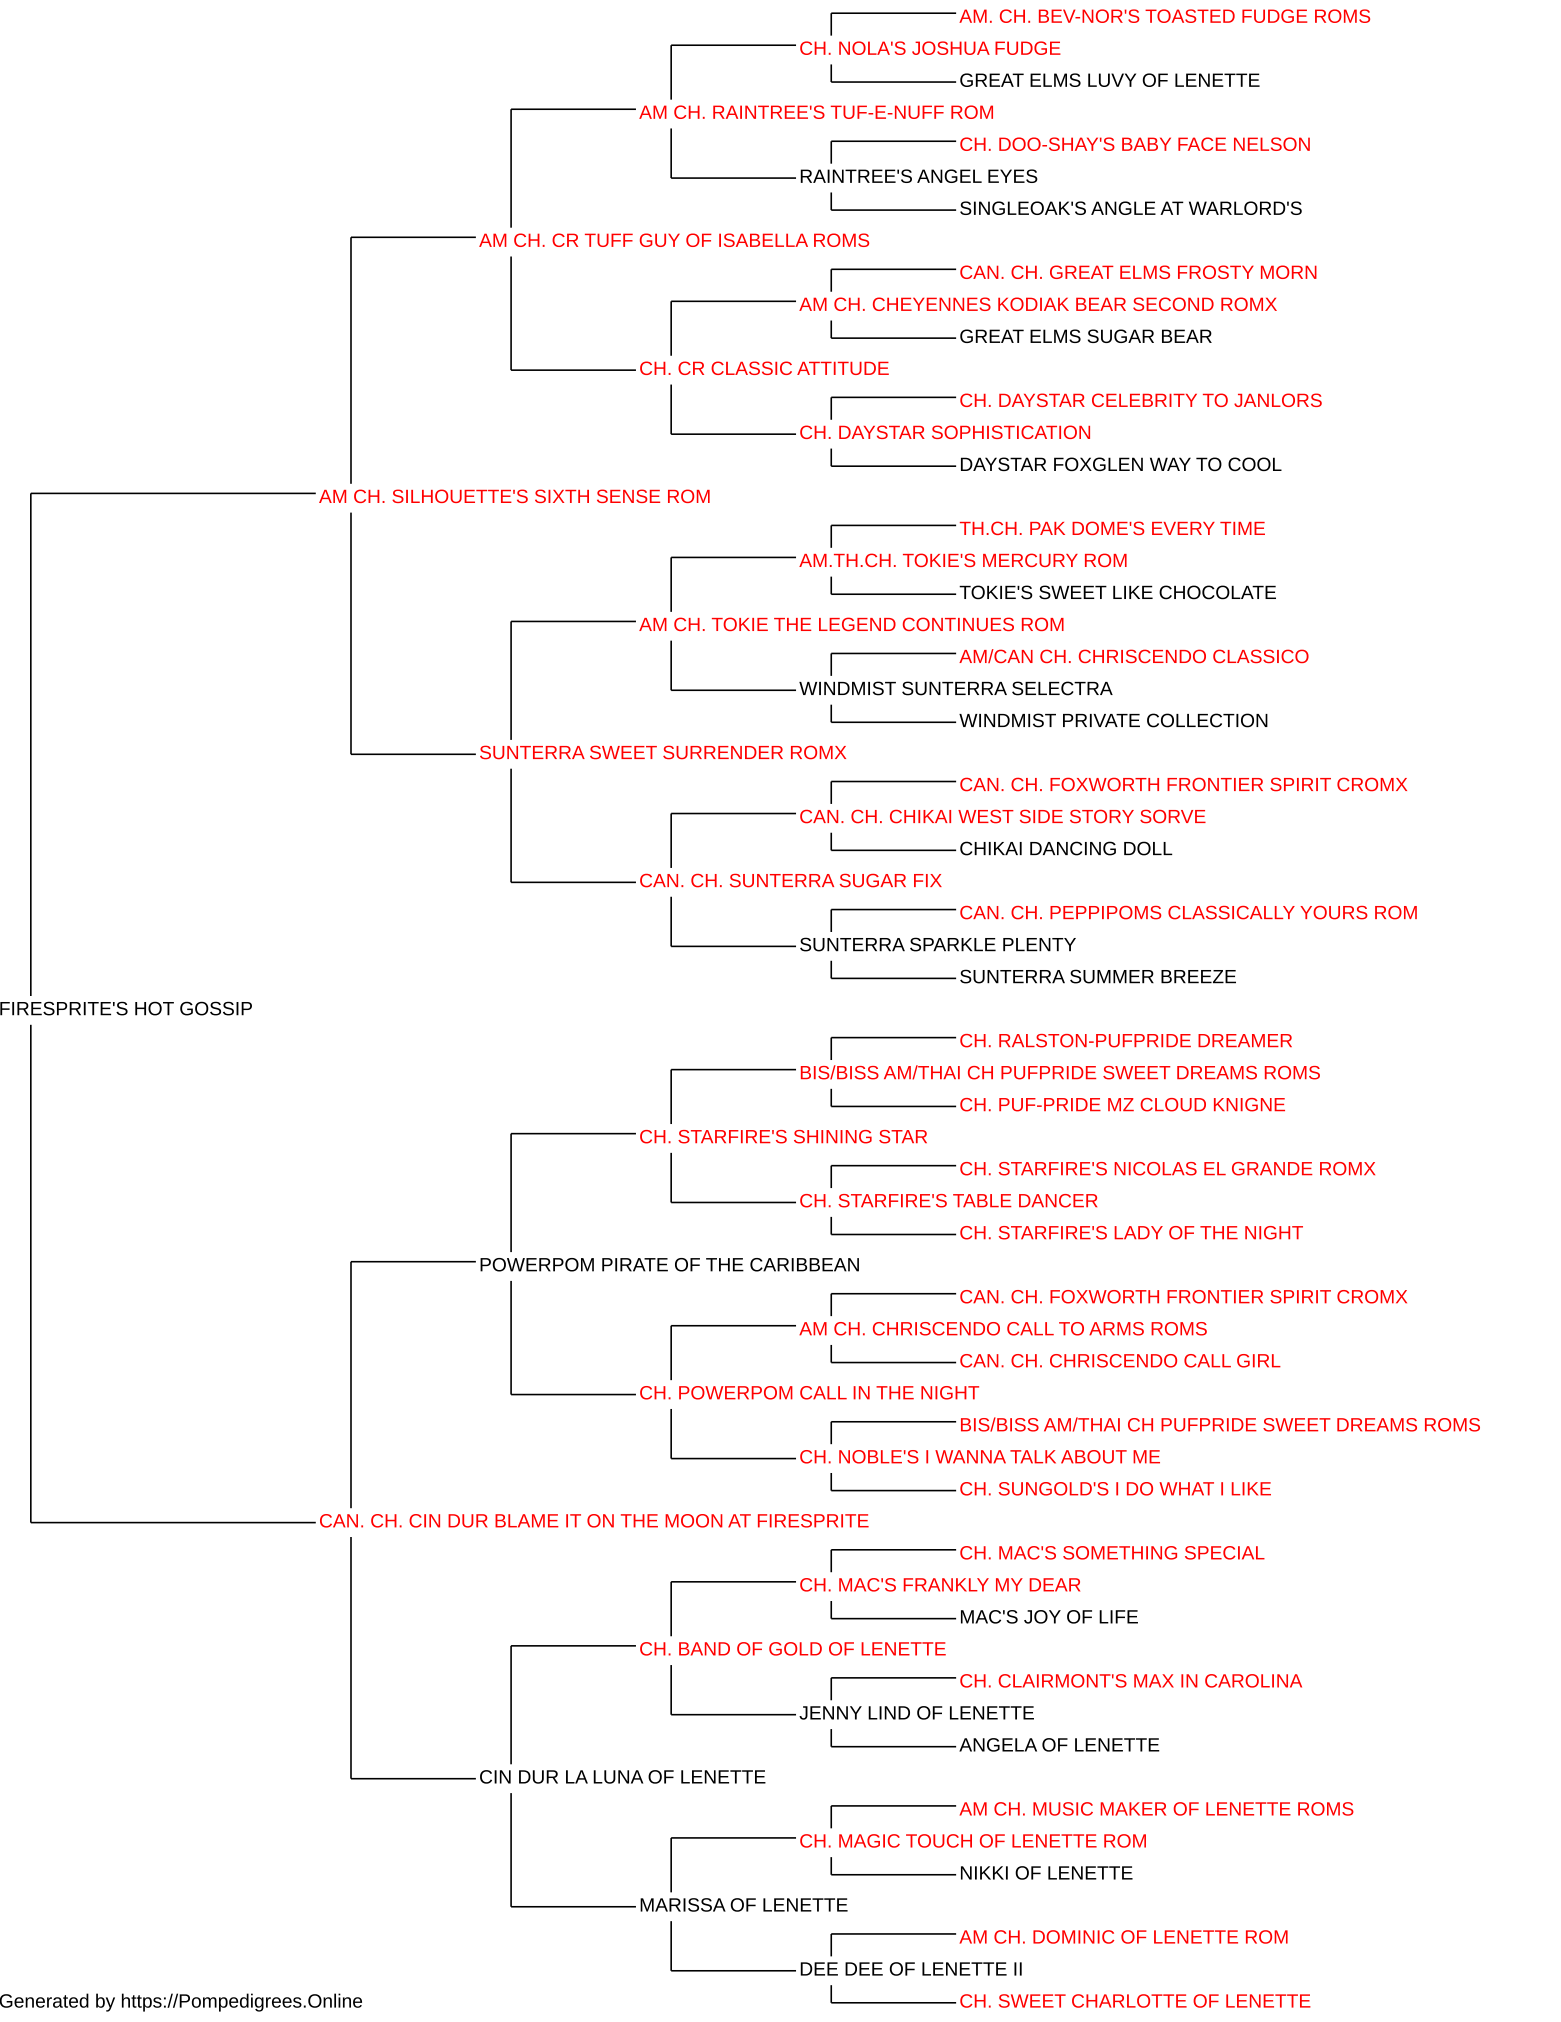 AM. CH. BEV-NOR'S TOASTED FUDGE ROMS
CH. NOLA'S JOSHUA FUDGE
GREAT ELMS LUVY OF LENETTE
AM CH. RAINTREE'S TUF-E-NUFF ROM
CH. DOO-SHAY'S BABY FACE NELSON
RAINTREE'S ANGEL EYES
SINGLEOAK'S ANGLE AT WARLORD'S
AM CH. CR TUFF GUY OF ISABELLA ROMS
CAN. CH. GREAT ELMS FROSTY MORN
AM CH. CHEYENNES KODIAK BEAR SECOND ROMX
GREAT ELMS SUGAR BEAR
CH. CR CLASSIC ATTITUDE
CH. DAYSTAR CELEBRITY TO JANLORS
CH. DAYSTAR SOPHISTICATION
DAYSTAR FOXGLEN WAY TO COOL
AM CH. SILHOUETTE'S SIXTH SENSE ROM
TH.CH. PAK DOME'S EVERY TIME
AM.TH.CH. TOKIE'S MERCURY ROM
TOKIE'S SWEET LIKE CHOCOLATE
AM CH. TOKIE THE LEGEND CONTINUES ROM
AM/CAN CH. CHRISCENDO CLASSICO
WINDMIST SUNTERRA SELECTRA
WINDMIST PRIVATE COLLECTION
SUNTERRA SWEET SURRENDER ROMX
CAN. CH. FOXWORTH FRONTIER SPIRIT CROMX
CAN. CH. CHIKAI WEST SIDE STORY SORVE
CHIKAI DANCING DOLL
CAN. CH. SUNTERRA SUGAR FIX
CAN. CH. PEPPIPOMS CLASSICALLY YOURS ROM
SUNTERRA SPARKLE PLENTY
SUNTERRA SUMMER BREEZE
FIRESPRITE'S HOT GOSSIP
CH. RALSTON-PUFPRIDE DREAMER
BIS/BISS AM/THAI CH PUFPRIDE SWEET DREAMS ROMS
CH. PUF-PRIDE MZ CLOUD KNIGNE
CH. STARFIRE'S SHINING STAR
CH. STARFIRE'S NICOLAS EL GRANDE ROMX
CH. STARFIRE'S TABLE DANCER
CH. STARFIRE'S LADY OF THE NIGHT
POWERPOM PIRATE OF THE CARIBBEAN
CAN. CH. FOXWORTH FRONTIER SPIRIT CROMX
AM CH. CHRISCENDO CALL TO ARMS ROMS
CAN. CH. CHRISCENDO CALL GIRL
CH. POWERPOM CALL IN THE NIGHT
BIS/BISS AM/THAI CH PUFPRIDE SWEET DREAMS ROMS
CH. NOBLE'S I WANNA TALK ABOUT ME
CH. SUNGOLD'S I DO WHAT I LIKE
CAN. CH. CIN DUR BLAME IT ON THE MOON AT FIRESPRITE
CH. MAC'S SOMETHING SPECIAL
CH. MAC'S FRANKLY MY DEAR
MAC'S JOY OF LIFE
CH. BAND OF GOLD OF LENETTE
CH. CLAIRMONT'S MAX IN CAROLINA
JENNY LIND OF LENETTE
ANGELA OF LENETTE
CIN DUR LA LUNA OF LENETTE
AM CH. MUSIC MAKER OF LENETTE ROMS
CH. MAGIC TOUCH OF LENETTE ROM
NIKKI OF LENETTE
MARISSA OF LENETTE
AM CH. DOMINIC OF LENETTE ROM
DEE DEE OF LENETTE II
CH. SWEET CHARLOTTE OF LENETTE
Generated by https://Pompedigrees.Online